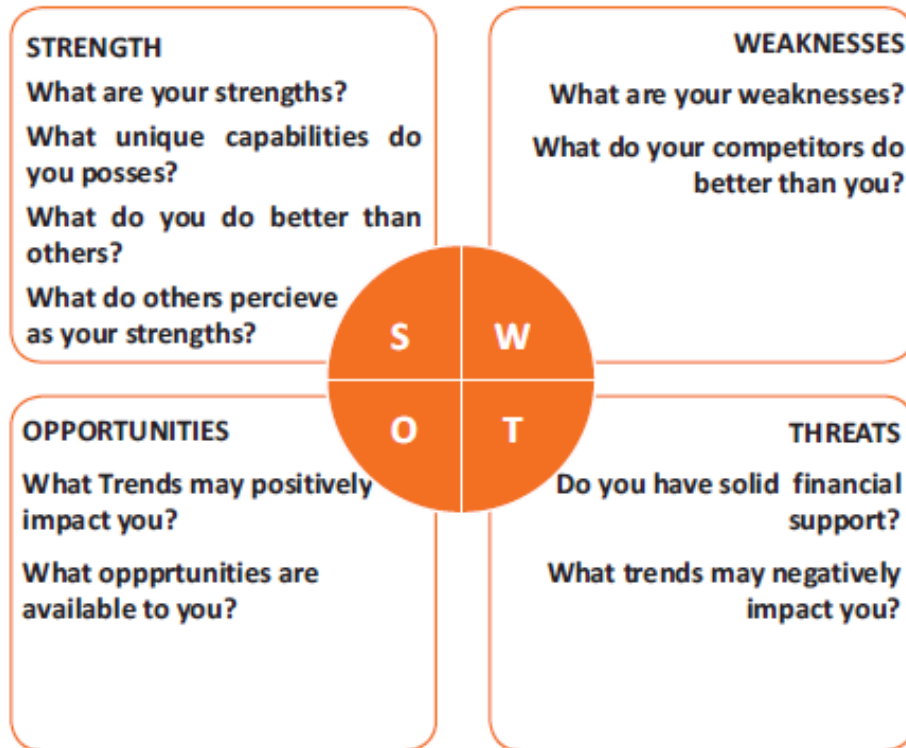 STRENGTH
What are your strengths?
What unique capabilities do
you posses?
What do you do better than
others?
What do others percieve
as your strengths?
WEAKNESSES
What are your weaknesses?
What do your competitors do
better than you?
S
W
O
T
OPPORTUNITIES
What Trends may positively
impact you?
What oppprtunities are
available to you?
THREATS
Do you have solid financial
support?
What trends may negatively
impact you?